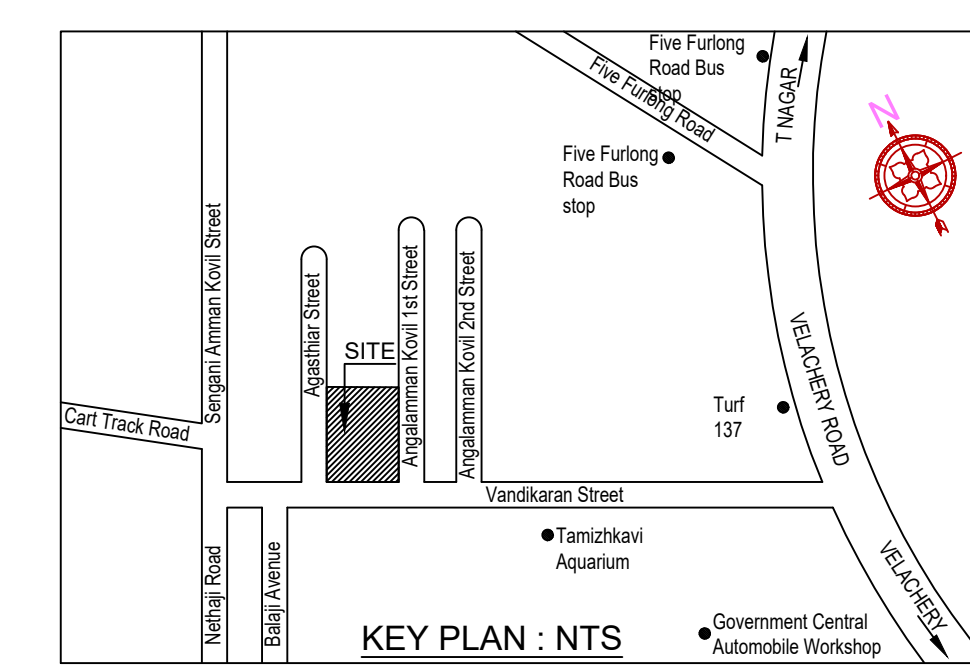 Five Furlong
Road Bus
stop
Five Furlong Road
T NAGAR
N
Five Furlong
Road Bus
stop
Sengani Amman Kovil Street
Agasthiar Street
SITE
Angalamman Kovil 1st Street
Angalamman Kovil 2nd Street
VELACHERY ROAD
Turf
137
Cart Track Road
Vandikaran Street
Tamizhkavi
Aquarium
Nethaji Road
Balaji Avenue
VELACHERY
Government Central
Automobile Workshop
KEY PLAN : NTS